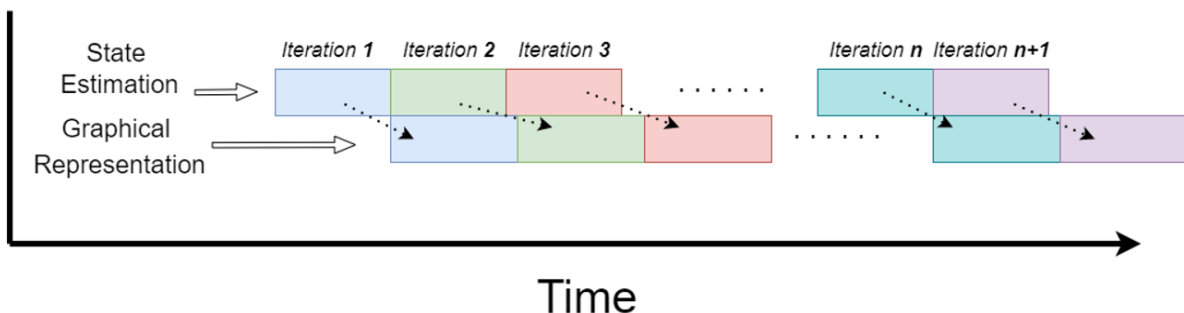 Iteration 1 Iteration 2 Iteration 3 Iteration n Iteration n+1
State
Estimation
Graphical
Representation
Time